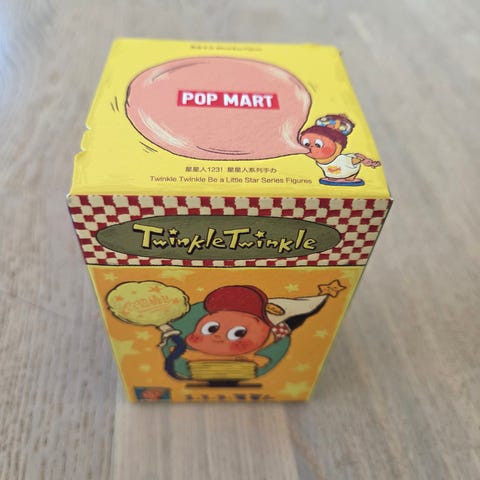 POP MART
星星人123！星星人系列手办
Twinkle Twinkle Be a Little Star Series Figures
TwinkleTwinkle